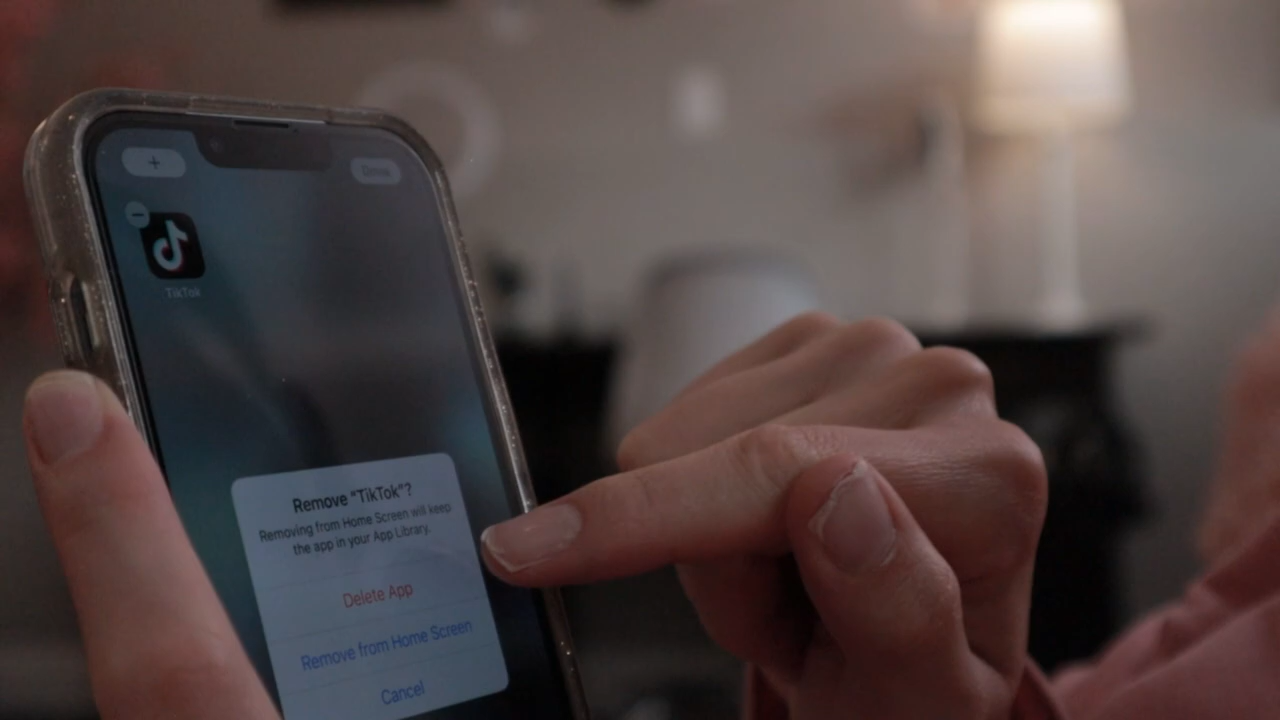 +
Done
TikTok
Remove “TikTok”?
Removing from Home Screen will keep
the app in your App Library.
Delete App
Remove from Home Screen
Cancel